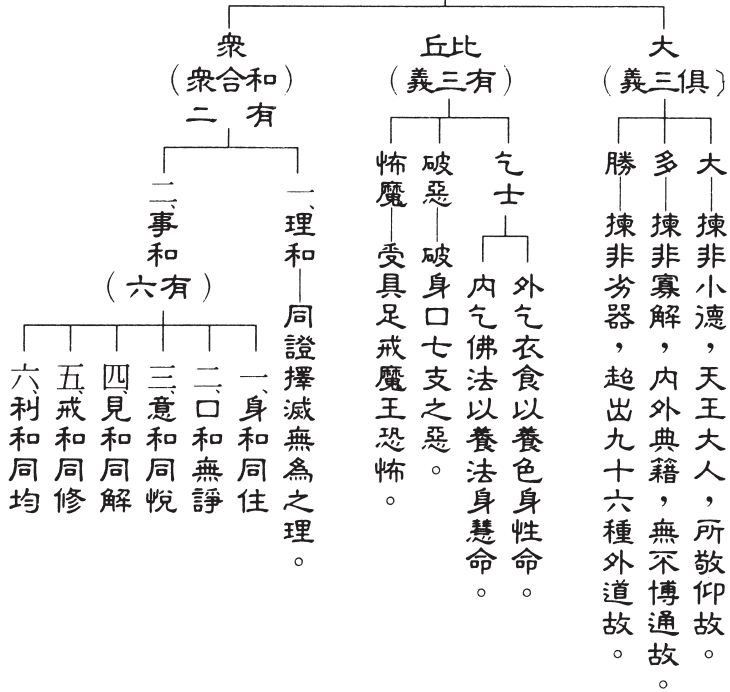 大
（俱三義）
大—揀非小德，天王大人，所敬仰故。
多—揀非寡解，內外典籍，無不博通故。
勝—揀非劣器，超出九十六種外道故。
比丘
（有三義）
乞士
外乞衣食以養色身性命。
內乞佛法以養法身慧命。
破惡—破身口七支之惡。
怖魔—受具足戒魔王恐怖。
衆
（和合衆）
有二
一、理和—同證擇滅無為之理。
二、事和
（有六）
一、身和同住
二、口和無諍
三、意和同悅
四、見和同解
五、戒和同修
六、利和同均